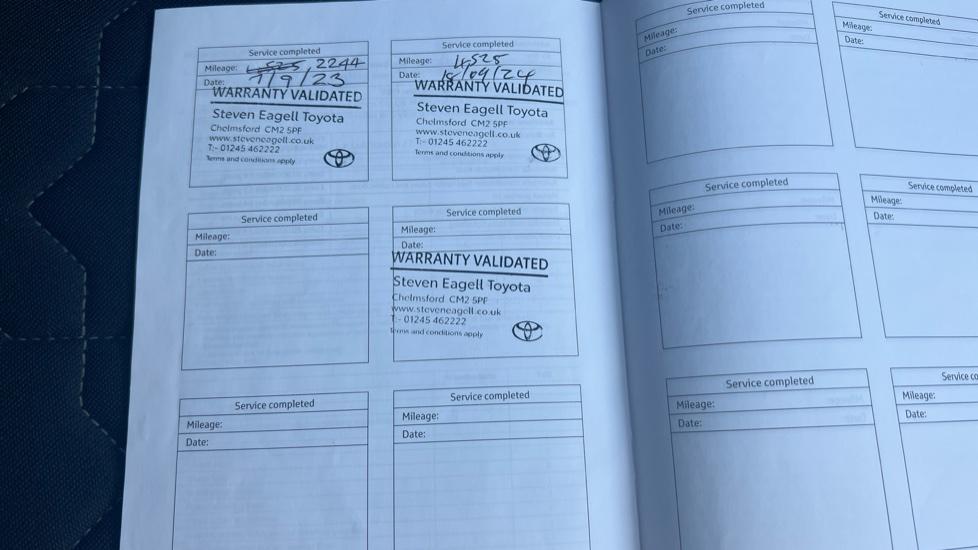 Service completed
Mileage: 4525 2244
Date: 7/9/23
WARRANTY VALIDATED
Steven Eagell Toyota
Chelmsford CM2 5PF
www.steveneagell.co.uk
T:- 01245 462222
Terms and conditions apply
Service completed
Mileage: 4525
Date: 18/09/24
WARRANTY VALIDATED
Steven Eagell Toyota
Chelmsford CM2 5PF
www.steveneagell.co.uk
T:- 01245 462222
Terms and conditions apply
Service completed
Mileage:
Date:
Service completed
Mileage:
Date:
WARRANTY VALIDATED
Steven Eagell Toyota
Chelmsford CM2 5PF
www.steveneagell.co.uk
T:- 01245 462222
Terms and conditions apply
Service completed
Mileage:
Date:
Service completed
Mileage:
Date:
Service completed
Mileage:
Date:
Service completed
Mileage:
Date:
Service completed
Mileage:
Date:
Service completed
Mileage:
Date:
Service completed
Mileage:
Date:
Service co
Mileage:
Date: